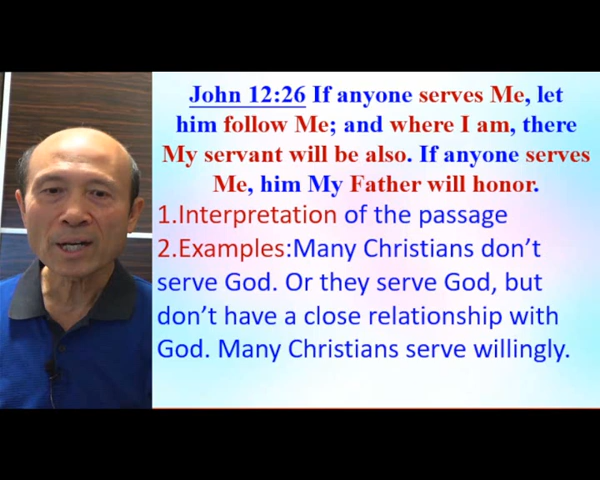 John 12:26 If anyone serves Me, let
him follow Me; and where I am, there
My servant will be also. If anyone serves
Me, him My Father will honor.
1.Interpretation of the passage
2.Examples:Many Christians don’t
serve God. Or they serve God, but
don’t have a close relationship with
God. Many Christians serve willingly.